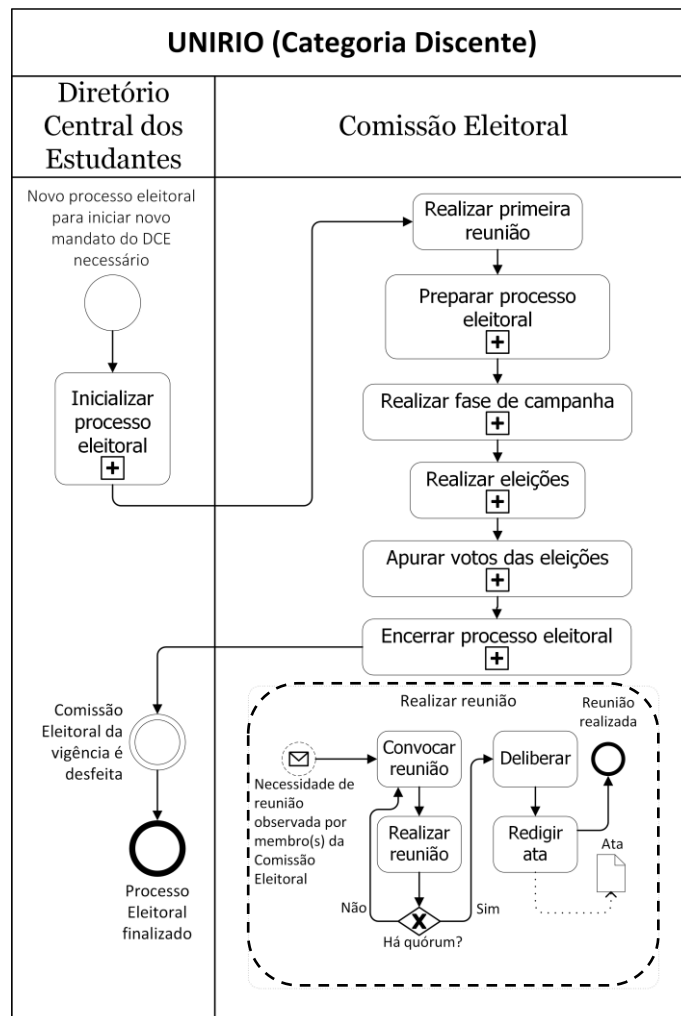 UNIRIO (Categoria Discente)
Diretório
Central dos
Estudantes
Comissão Eleitoral
Novo processo eleitoral
para iniciar novo
mandato do DCE
necessário
Inicializar
processo
eleitoral
Realizar primeira
reunião
Preparar processo
eleitoral
Realizar fase de campanha
Realizar eleições
Apurar votos das eleições
Encerrar processo eleitoral
Comissão
Eleitoral da
vigência é
desfeita
Processo
Eleitoral
finalizado
Realizar reunião
Necessidade de
reunião
observada por
membro(s) da
Comissão
Eleitoral
Convocar
reunião
Realizar
reunião
Não
Há quórum?
Sim
Deliberar
Redigir
ata
Reunião
realizada
Ata